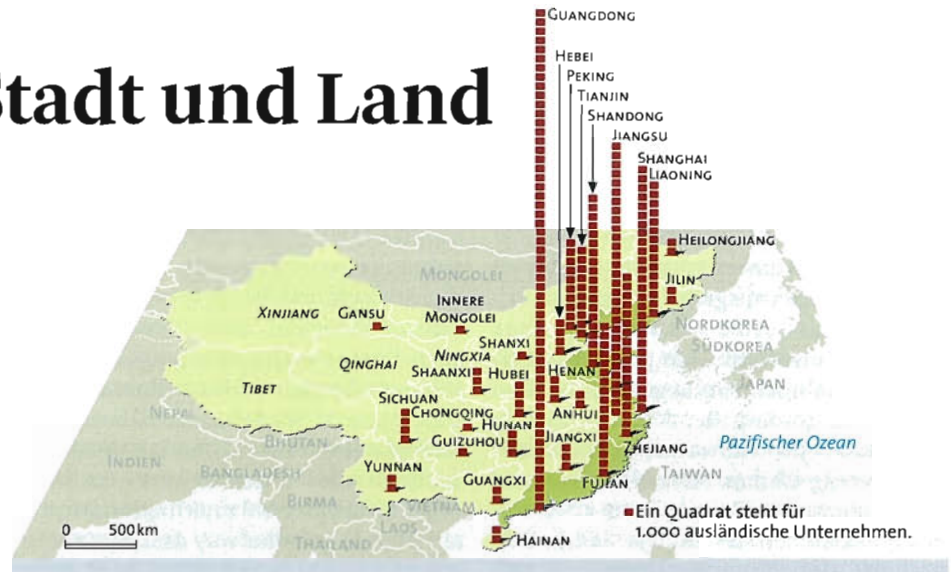 Stadt und Land
GUANGDONG
HEBEI
PEKING
TIANJIN
SHANDONG
JIANGSU
SHANGHAI
LIAONING
HEILONGJIANG
MONGOLEI
JILIN
INNERE
MONGOLEI
XINJIANG
GANSU
NORDKOREA
SÜDKOREA
SHANXI
NINGXIA
QINGHAI
SHAANXI
HUBEI
HENAN
JAPAN
TIBET
SICHUAN
CHONGQING
ANHUI
NEPAL
HUNAN
GUIZUHOU
JIANGXI
ZHEJIANG
Pazifischer Ozean
BHUTAN
INDIEN
BANGLADESH
YUNNAN
TAIWAN
GUANGXI
FUJIAN
BIRMA
VIETNAM
Ein Quadrat steht für
1.000 ausländische Unternehmen.
0 500 km
LAOS
THAILAND
HAINAN